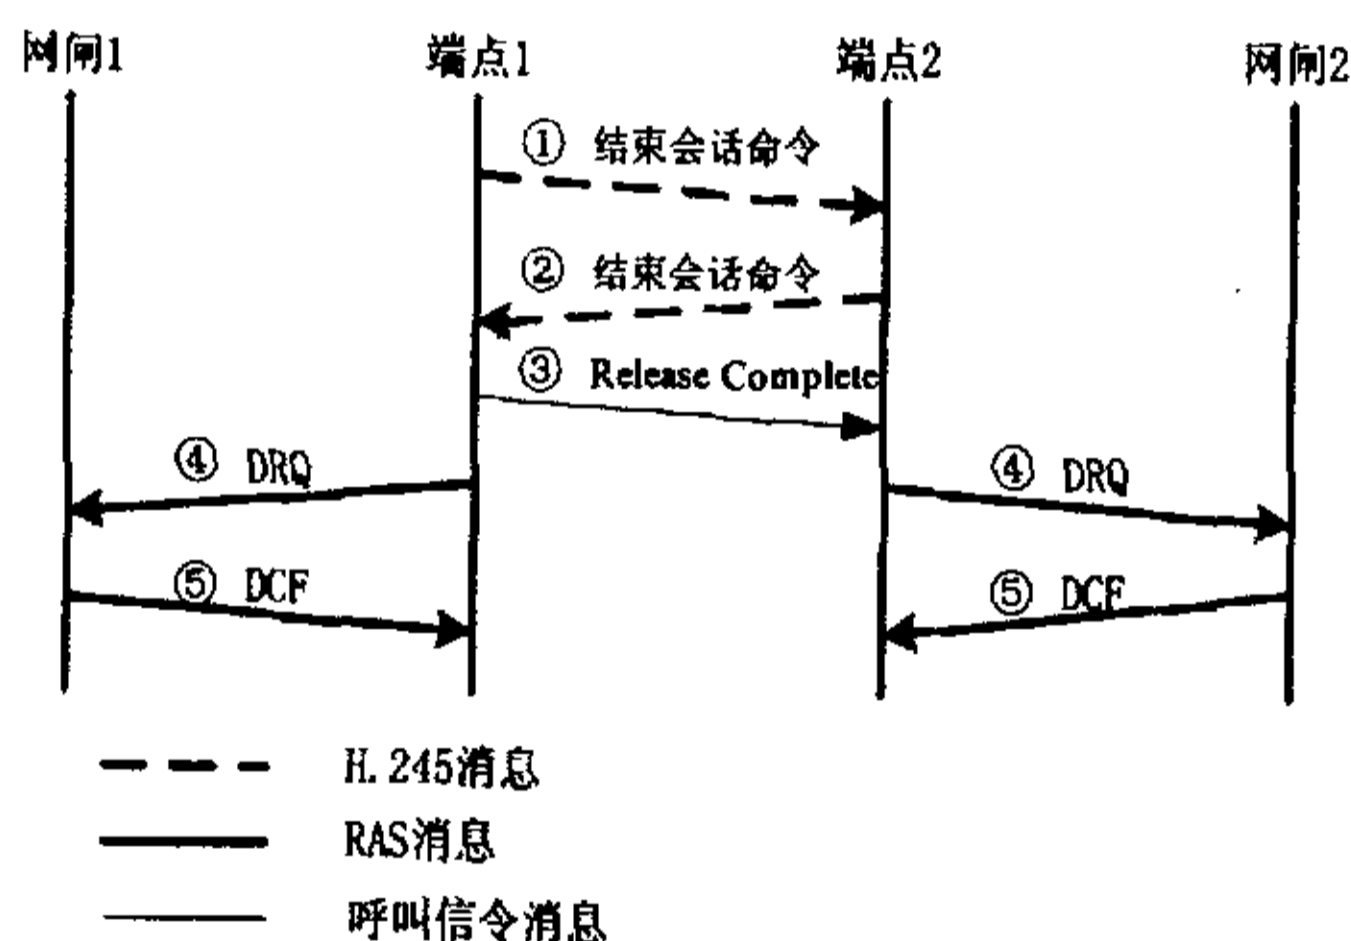 网闸1 端点1 端点2 网闸2
① 结束会话命令
② 结束会话命令
③ Release Complete
④ DRQ ④ DRQ
⑤ DCF ⑤ DCF
H.245消息
RAS消息
呼叫信令消息